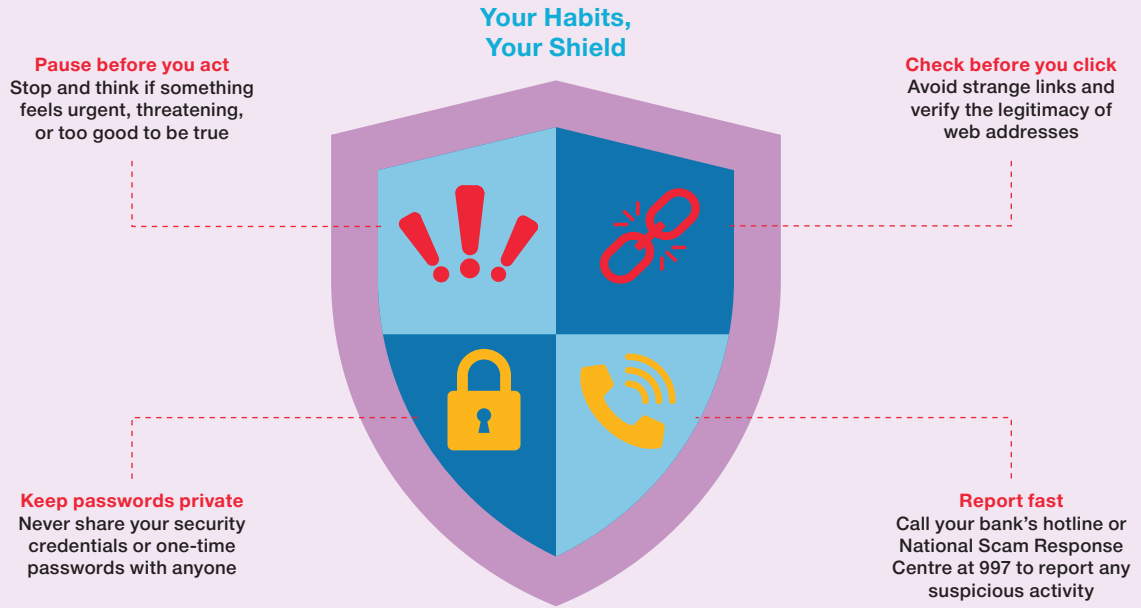 Your Habits,
Your Shield
Pause before you act
Stop and think if something
feels urgent, threatening,
or too good to be true
Check before you click
Avoid strange links and
verify the legitimacy of
web addresses
Keep passwords private
Never share your security
credentials or one-time
passwords with anyone
Report fast
Call your bank’s hotline or
National Scam Response
Centre at 997 to report any
suspicious activity